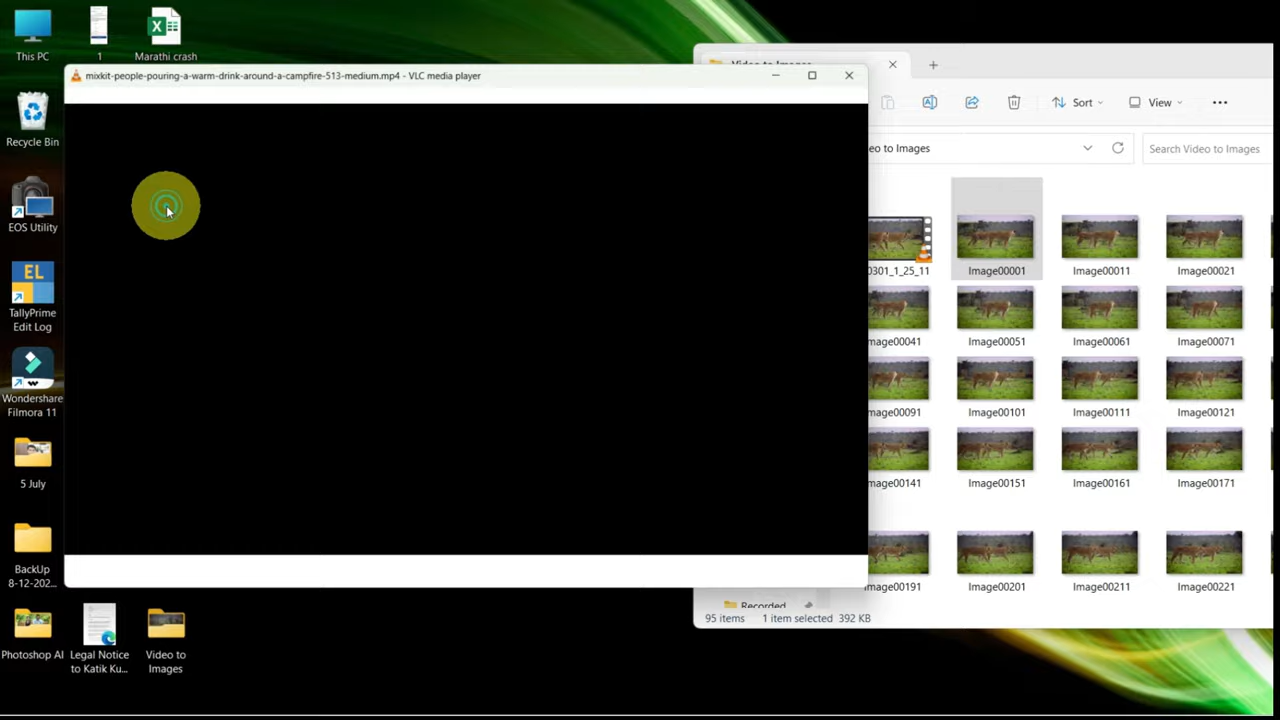 This PC
1
Marathi crash
Recycle Bin
EOS Utility
EL
TallyPrime
Edit Log
Wondershare
Filmora 11
5 July
BackUp
8-12-202...
Photoshop AI
Legal Notice
to Katik Ku...
Video to
Images
mixkit-people-pouring-a-warm-drink-around-a-campfire-513-medium.mp4 - VLC media player
Sort
View
eo to Images
Search Video to Images
0301_1_25_11
Image00001
Image00011
Image00021
mage00041
Image00051
Image00061
Image00071
mage00091
Image00101
Image00111
Image00121
mage00141
Image00151
Image00161
Image00171
mage00191
Image00201
Image00211
Image00221
Recorded
95 items
1 item selected
392 KB